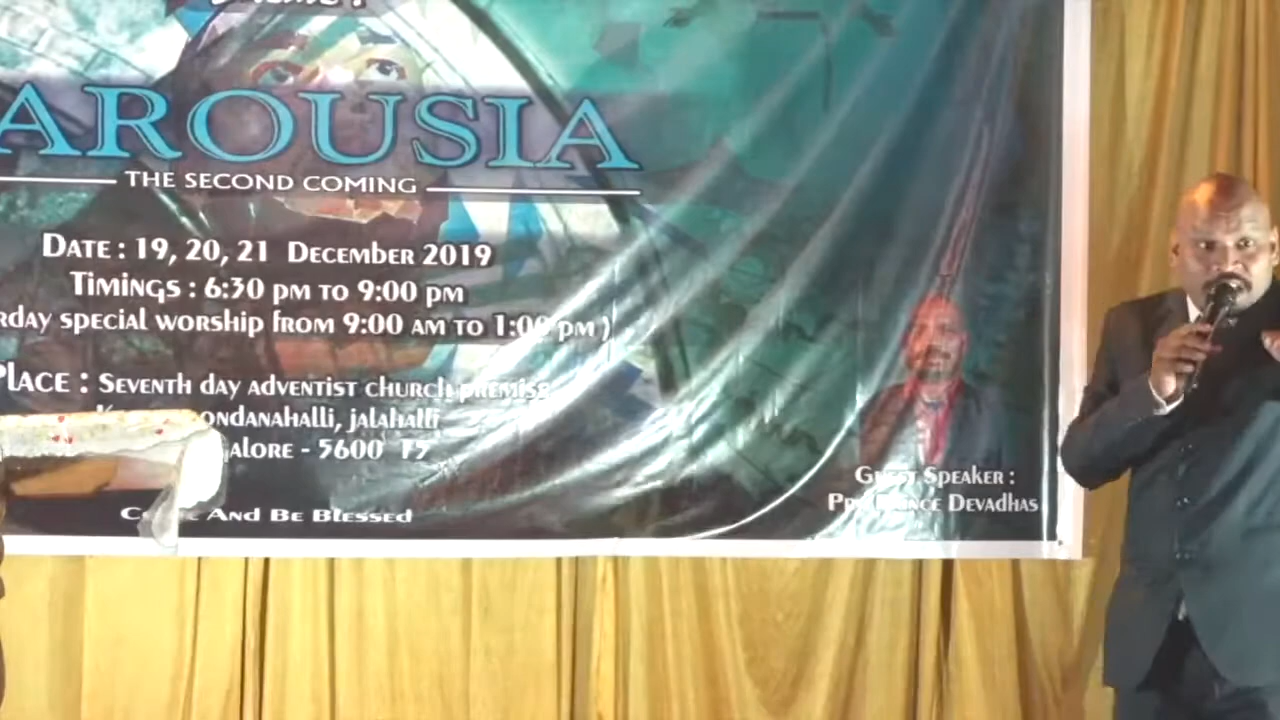 AROUSIA
THE SECOND COMING
DATE : 19, 20, 21 DECEMBER 2019
TIMINGS : 6:30 PM TO 9:00 PM
RDAY SPECIAL WORSHIP FROM 9:00 AM TO 1:00 PM )
PLACE : SEVENTH DAY ADVENTIST CHURCH PREMISE
ONDANAHALLI, JALAHALLI
ALORE - 5600
AND BE BLESSED
GUEST SPEAKER :
DEVADHAS